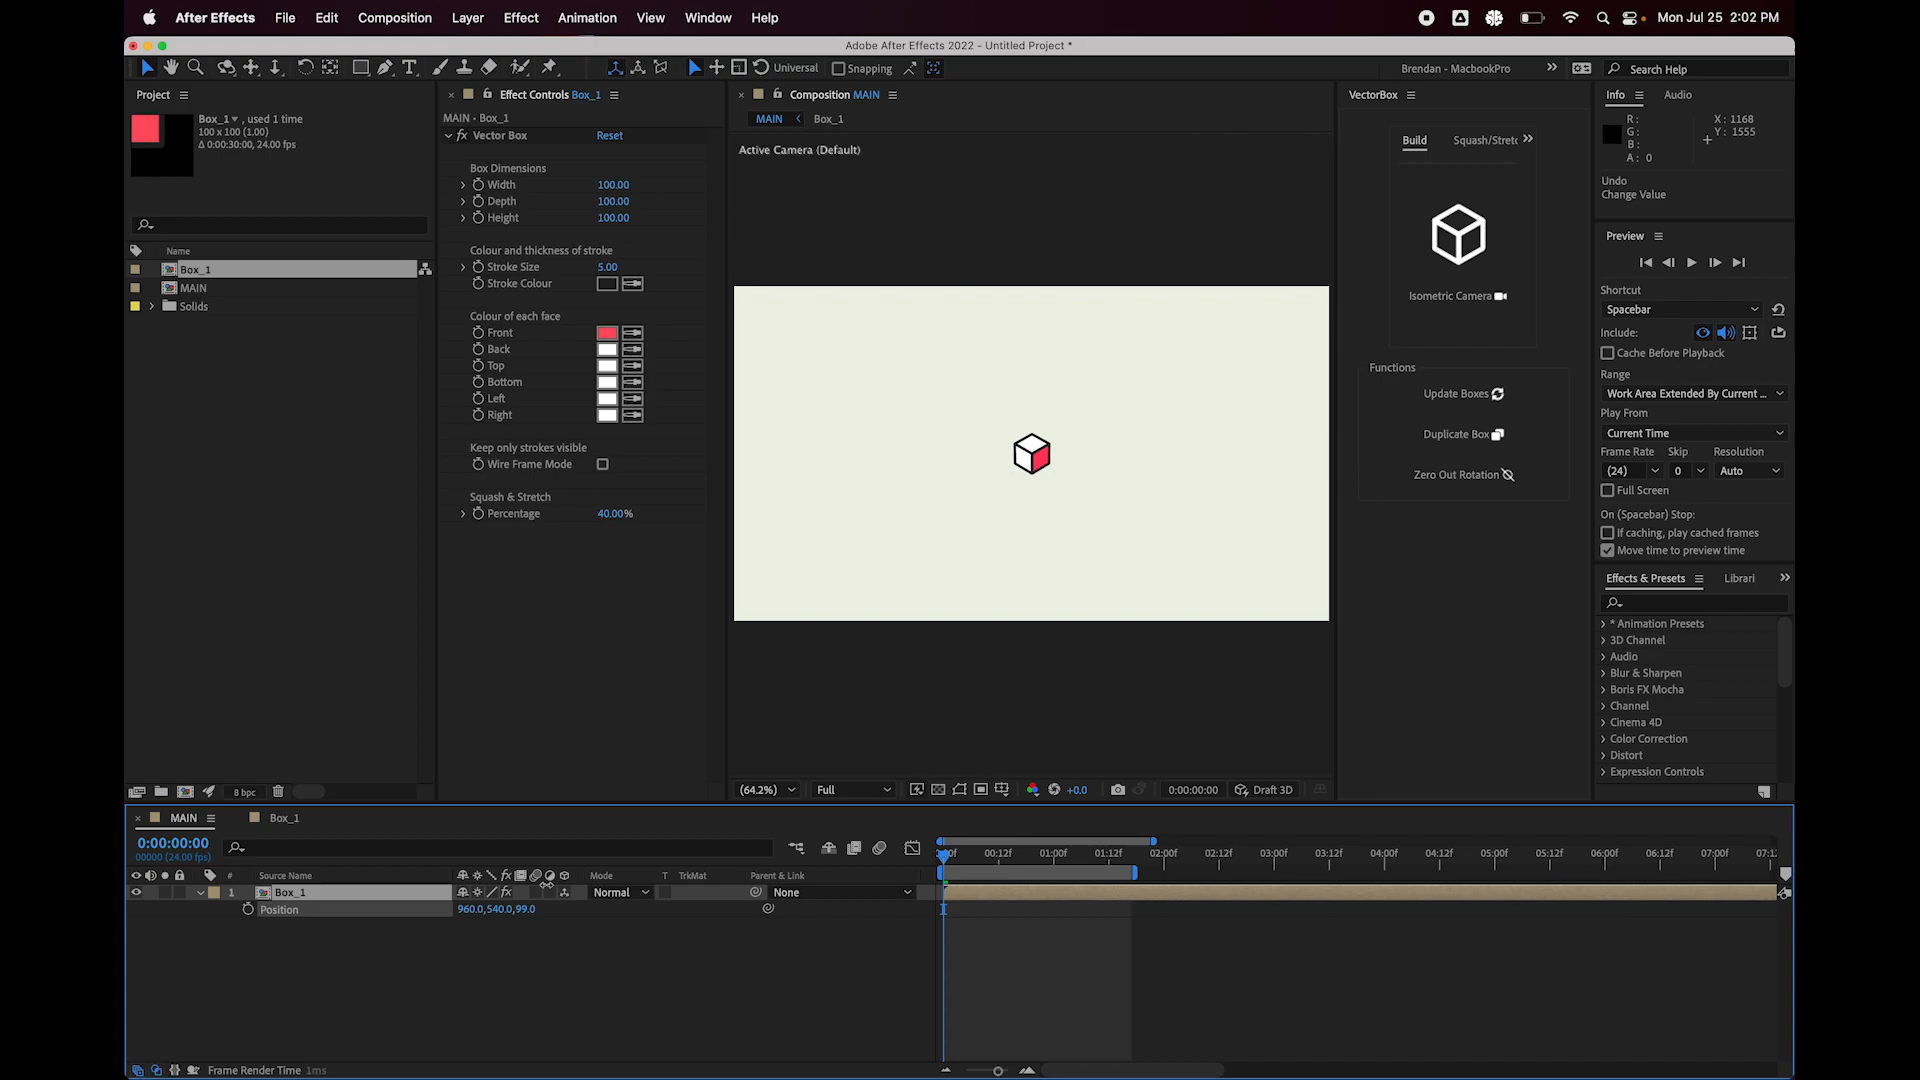 After Effects File Edit Composition Layer Effect Animation View Window Help Mon Jul 25 2:02 PM
Adobe After Effects 2022 - Untitled Project *
Universal Snapping Brendan - MacbookPro » Search Help
Project
Box_1 , used 1 time
100 x 100 (1.00)
Δ 0:00:30:00, 24.00 fps
Name
Box_1
MAIN
Solids
8 bpc
Effect Controls Box_1
MAIN • Box_1
fx Vector Box Reset
Box Dimensions
Width 100.00
Depth 100.00
Height 100.00
Colour and thickness of stroke
Stroke Size 5.00
Stroke Colour
Colour of each face
Front
Back
Top
Bottom
Left
Right
Keep only strokes visible
Wire Frame Mode
Squash & Stretch
Percentage 40.00%
Composition MAIN
MAIN Box_1
Active Camera (Default)
(64.2%) Full +0.0 0:00:00:00 Draft 3D
VectorBox
Build Squash/Stretc »
Isometric Camera
Functions
Update Boxes
Duplicate Box
Zero Out Rotation
Info Audio
R: X: 1168
G: Y: 1555
B:
A: 0
Undo
Change Value
Preview
Shortcut
Spacebar
Include:
Cache Before Playback
Range
Work Area Extended By Current ...
Play From
Current Time
Frame Rate Skip Resolution
(24) 0 Auto
Full Screen
On (Spacebar) Stop:
If caching, play cached frames
Move time to preview time
Effects & Presets Librari »
* Animation Presets
3D Channel
Audio
Blur & Sharpen
Boris FX Mocha
Channel
Cinema 4D
Color Correction
Distort
Expression Controls
MAIN Box_1
0:00:00:00
00000 (24.00 fps)
:00f 00:12f 01:00f 01:12f 02:00f 02:12f 03:00f 03:12f 04:00f 04:12f 05:00f 05:12f 06:00f 06:12f 07:00f 07:1
# Source Name fx Mode T TrkMat Parent & Link
1 Box_1 fx Normal None
Position 960.0,540.0,99.0
Frame Render Time 1ms